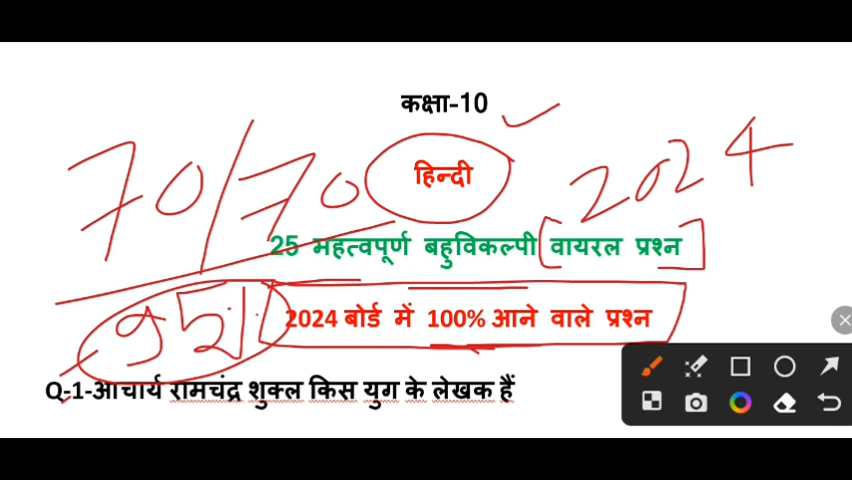 कक्षा-10
70/70 हिन्दी 2024
25 महत्वपूर्ण बहुविकल्पी [वायरल प्रश्न]
2024 बोर्ड में 100% आने वाले प्रश्न
Q-1-आचार्य रामचंद्र शुक्ल किस युग के लेखक हैं